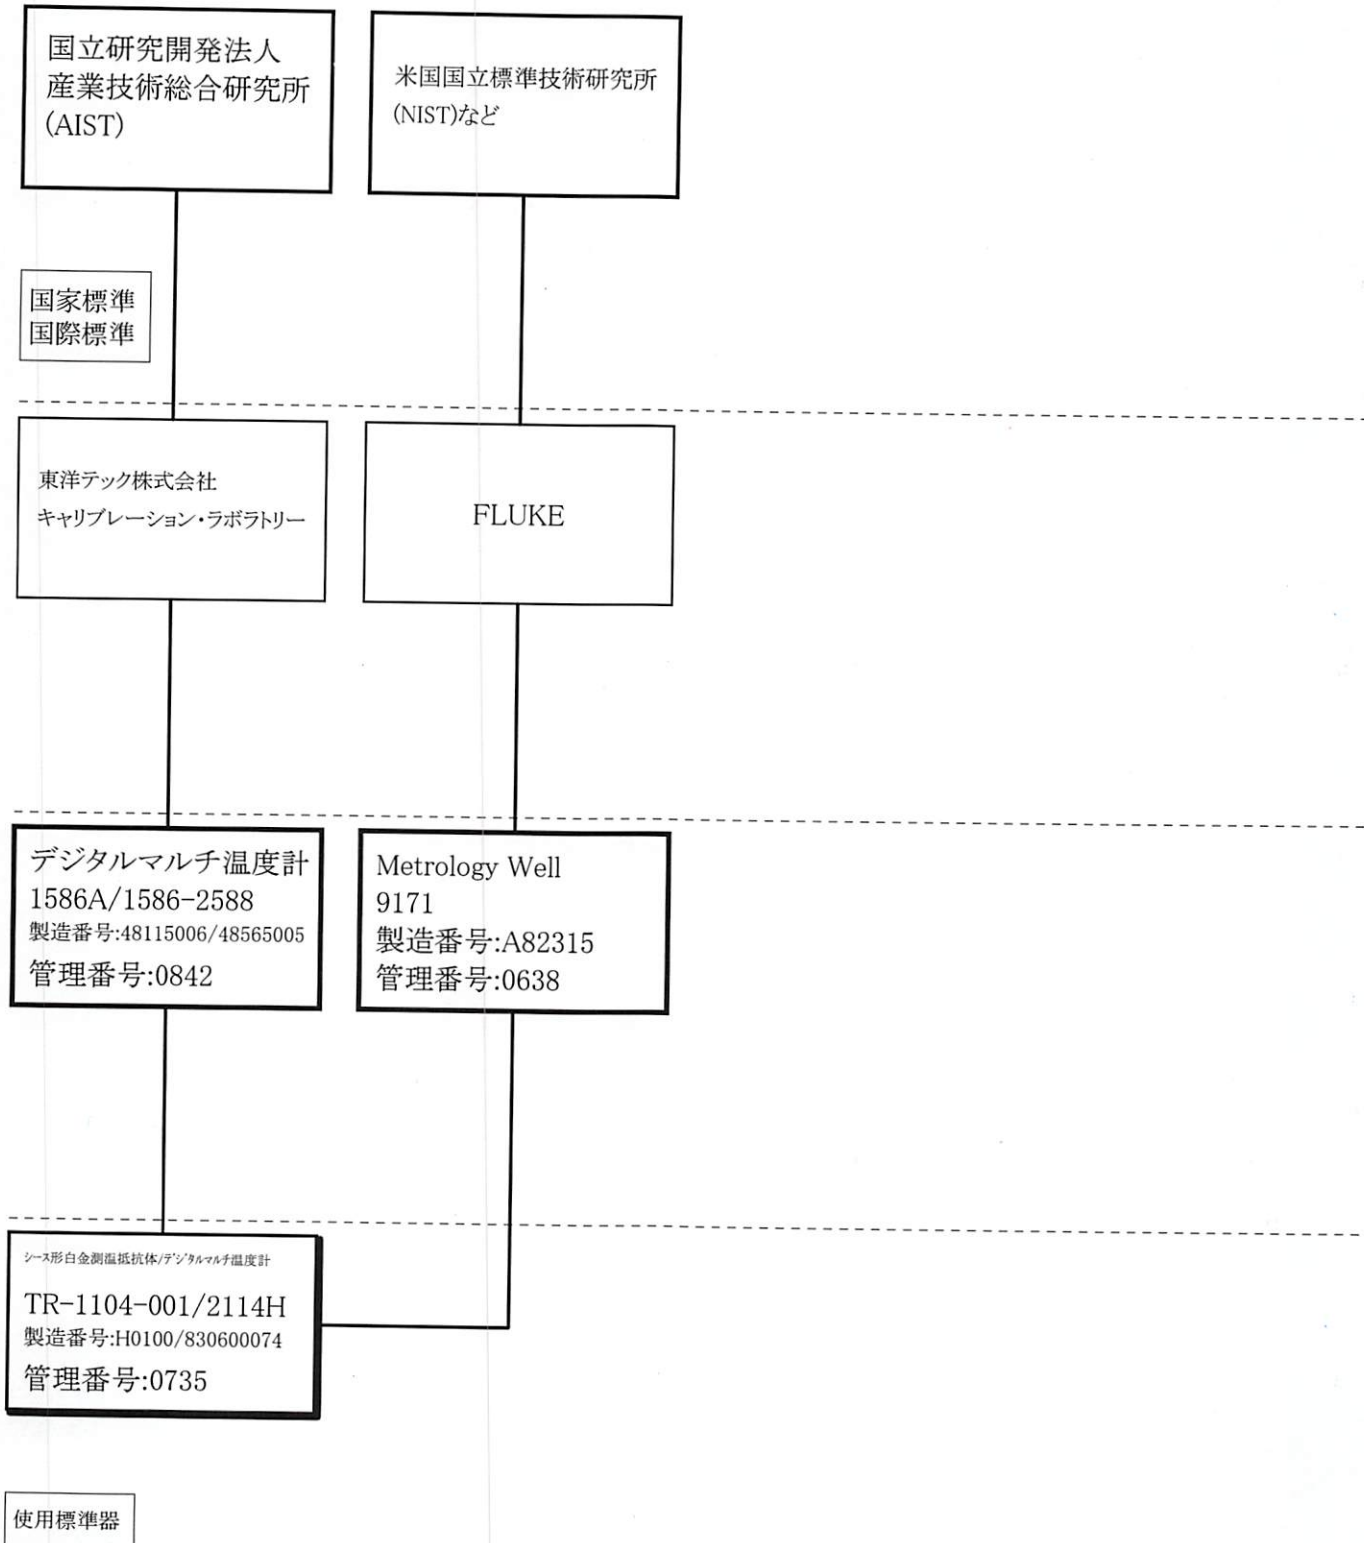 国立研究開発法人
産業技術総合研究所
(AIST)
米国国立標準技術研究所
(NIST)など
国家標準
国際標準
東洋テック株式会社
キャリブレーション・ラボラトリー
FLUKE
デジタルマルチ温度計
1586A/1586-2588
製造番号:48115006/48565005
管理番号:0842
Metrology Well
9171
製造番号:A82315
管理番号:0638
シース形白金測温抵抗体/デジタルマルチ温度計
TR-1104-001/2114H
製造番号:H0100/830600074
管理番号:0735
使用標準器